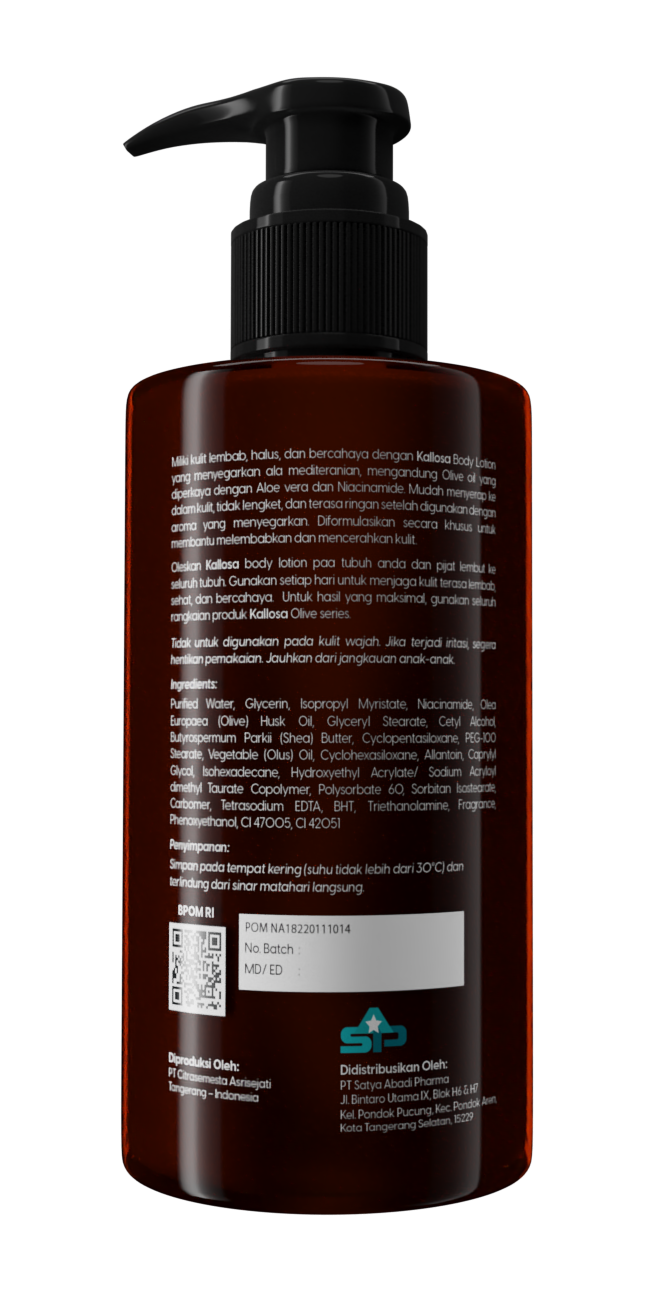 Miliki kulit lembab, halus, dan bercahaya dengan Kallosa Body Lotion
yang menyegarkan ala mediteranian, mengandung Olive oil yang
diperkaya dengan Aloe vera dan Niacinamide. Mudah menyerap ke
dalam kulit, tidak lengket, dan terasa ringan setelah digunakan dengan
aroma yang menyegarkan. Diformulasikan secara khusus untuk
membantu melembabkan dan mencerahkan kulit.
Oleskan Kallosa body lotion paa tubuh anda dan pijat lembut ke
seluruh tubuh. Gunakan setiap hari untuk menjaga kulit terasa lembab,
sehat, dan bercahaya. Untuk hasil yang maksimal, gunakan seluruh
rangkaian produk Kallosa Olive series.
Tidak untuk digunakan pada kulit wajah. Jika terjadi iritasi, segera
hentikan pemakaian. Jauhkan dari jangkauan anak-anak.
Ingredients:
Purified Water, Glycerin, Isopropyl Myristate, Niacinamide, Olea
Europaea (Olive) Husk Oil, Glyceryl Stearate, Cetyl Alcohol,
Butyrospermum Parkii (Shea) Butter, Cyclopentasiloxane, PEG-100
Stearate, Vegetable (Olus) Oil, Cyclohexasiloxane, Allantoin, Caprylyl
Glycol, Isohexadecane, Hydroxyethyl Acrylate/ Sodium Acryloyl
dimethyl Taurate Copolymer, Polysorbate 60, Sorbitan Isostearate,
Carbomer, Tetrasodium EDTA, BHT, Triethanolamine, Fragrance,
Phenoxyethanol, CI 47005, CI 42051
Penyimpanan:
Simpan pada tempat kering (suhu tidak lebih dari 30°C) dan
terlindung dari sinar matahari langsung.
BPOM RI
POM NA18220111014
No. Batch :
MD/ ED :
SAP
Diproduksi Oleh:
PT Citrasemesta Asrisejati
Tangerang – Indonesia
Didistribusikan Oleh:
PT Satya Abadi Pharma
Jl. Bintaro Utama IX, Blok H6 & H7
Kel. Pondok Pucung, Kec. Pondok Aren,
Kota Tangerang Selatan, 15229